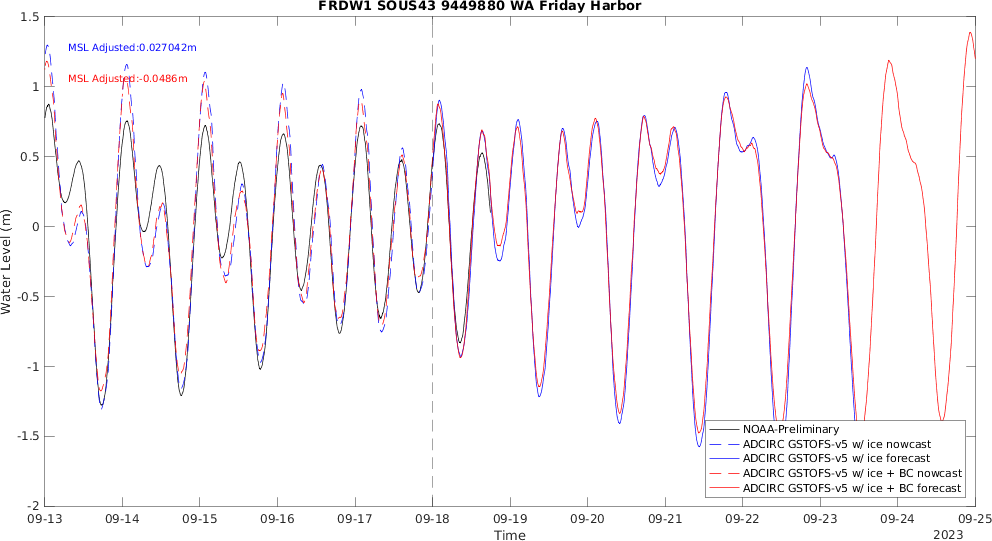 FRDW1 SOUS43 9449880 WA Friday Harbor
MSL Adjusted:0.027042m
MSL Adjusted:-0.0486m
Water Level (m)
1.5
1
0.5
0
-0.5
-1
-1.5
-2
NOAA-Preliminary
ADCIRC GSTOFS-v5 w/ ice nowcast
ADCIRC GSTOFS-v5 w/ ice forecast
ADCIRC GSTOFS-v5 w/ ice + BC nowcast
ADCIRC GSTOFS-v5 w/ ice + BC forecast
09-13 09-14 09-15 09-16 09-17 09-18 09-19 09-20 09-21 09-22 09-23 09-24 09-25
Time
2023